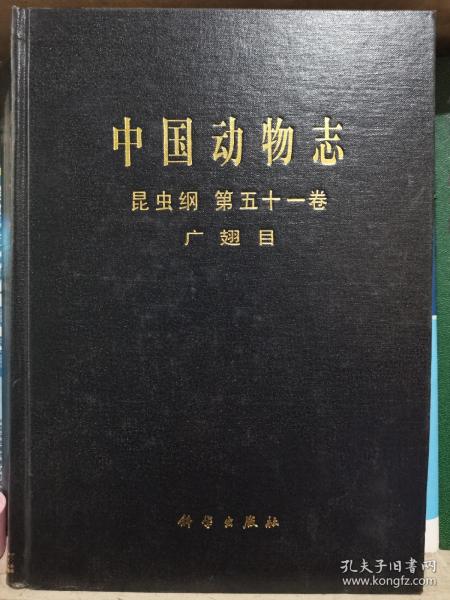 中国动物志
昆虫纲 第五十一卷
广翅目
科学出版社
孔夫子旧书网
www.kongfz.com